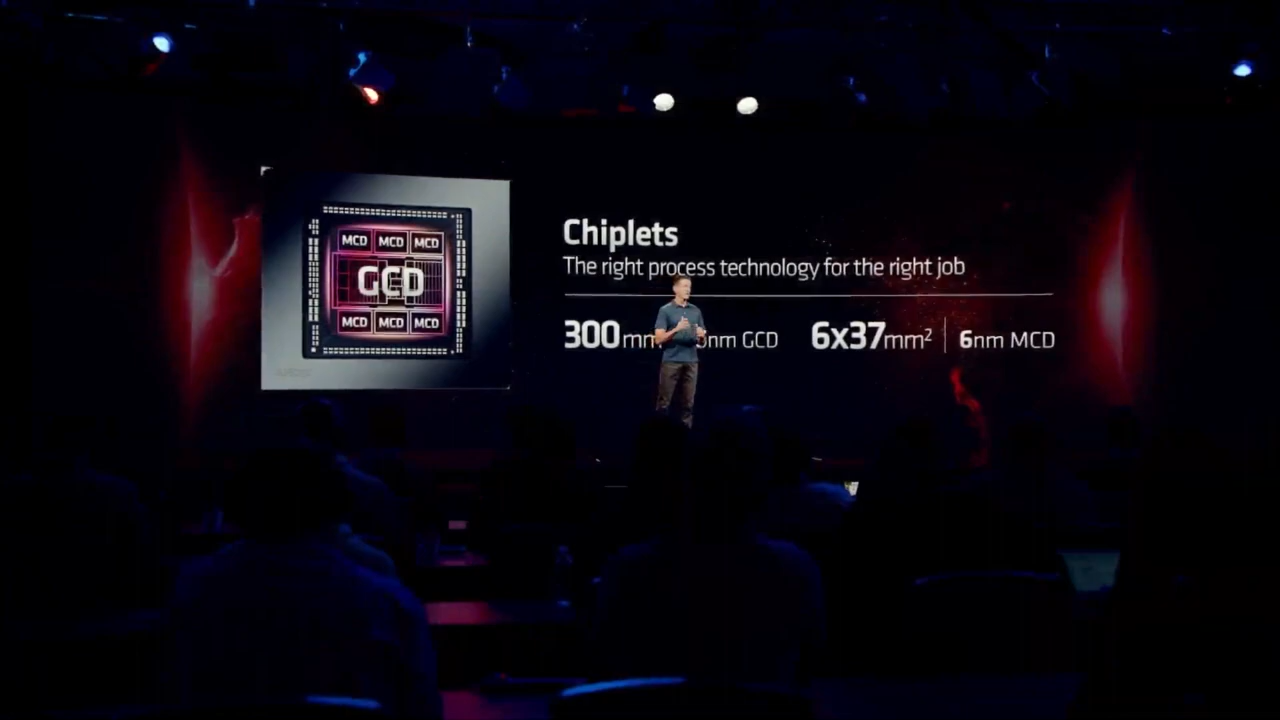 MCD MCD MCD
GCD
MCD MCD MCD
Chiplets
The right process technology for the right job
300mm nm GCD 6x37mm² | 6nm MCD